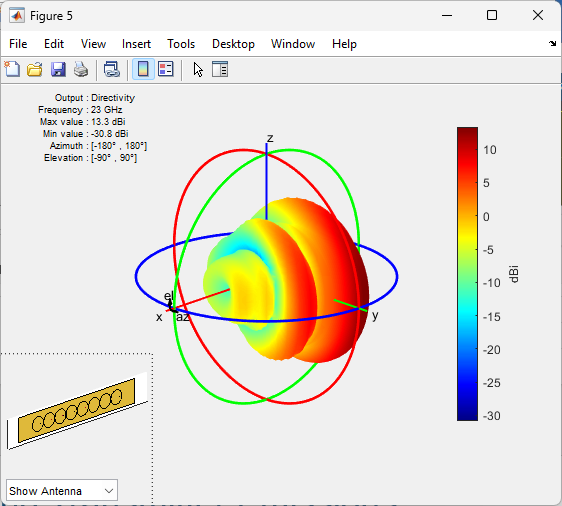 Figure 5
File Edit View Insert Tools Desktop Window Help
Output : Directivity
Frequency : 23 GHz
Max value : 13.3 dBi
Min value : -30.8 dBi
Azimuth : [-180° , 180°]
Elevation : [-90° , 90°]
z
el
x az
y
10
5
0
-5
-10
-15
-20
-25
-30
dBi
Show Antenna